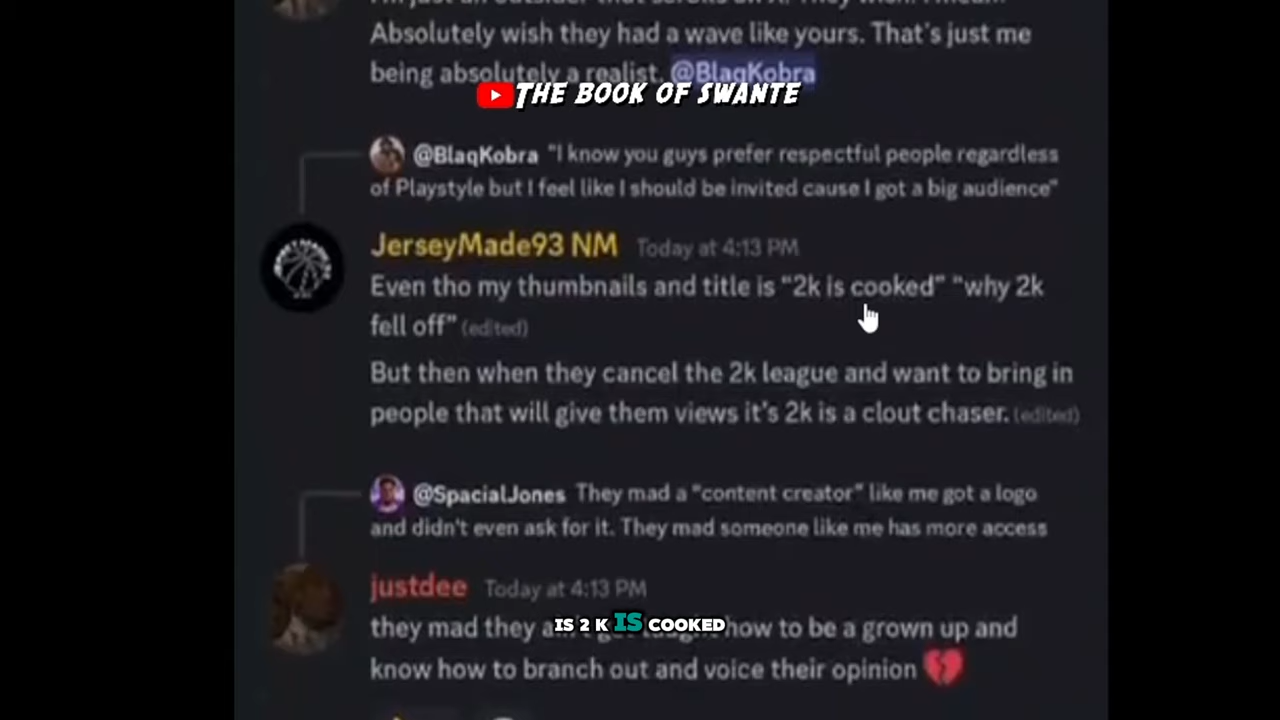 Absolutely wish they had a wave like yours. That's just me
being absolutely a realist. @BlaqKobra
THE BOOK OF SWANTE
@BlaqKobra "I know you guys prefer respectful people regardless
of Playstyle but I feel like I should be invited cause I got a big audience"
JerseyMade93 NM Today at 4:13 PM
Even tho my thumbnails and title is "2k is cooked" "why 2k
fell off" (edited)
But then when they cancel the 2k league and want to bring in
people that will give them views it's 2k is a clout chaser. (edited)
@SpacialJones They mad a "content creator" like me got a logo
and didn't even ask for it. They mad someone like me has more access
justdee Today at 4:13 PM
they mad they how to be a grown up and
IS 2 K IS COOKED
know how to branch out and voice their opinion 💔